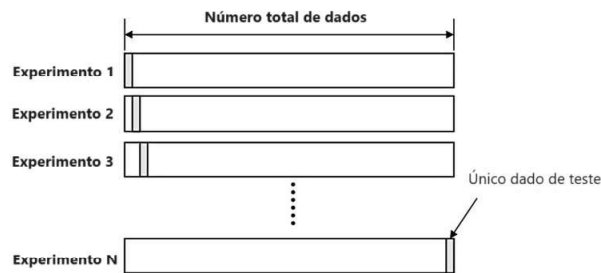 Número total de dados
Experimento 1
Experimento 2
Experimento 3
Único dado de teste
Experimento N